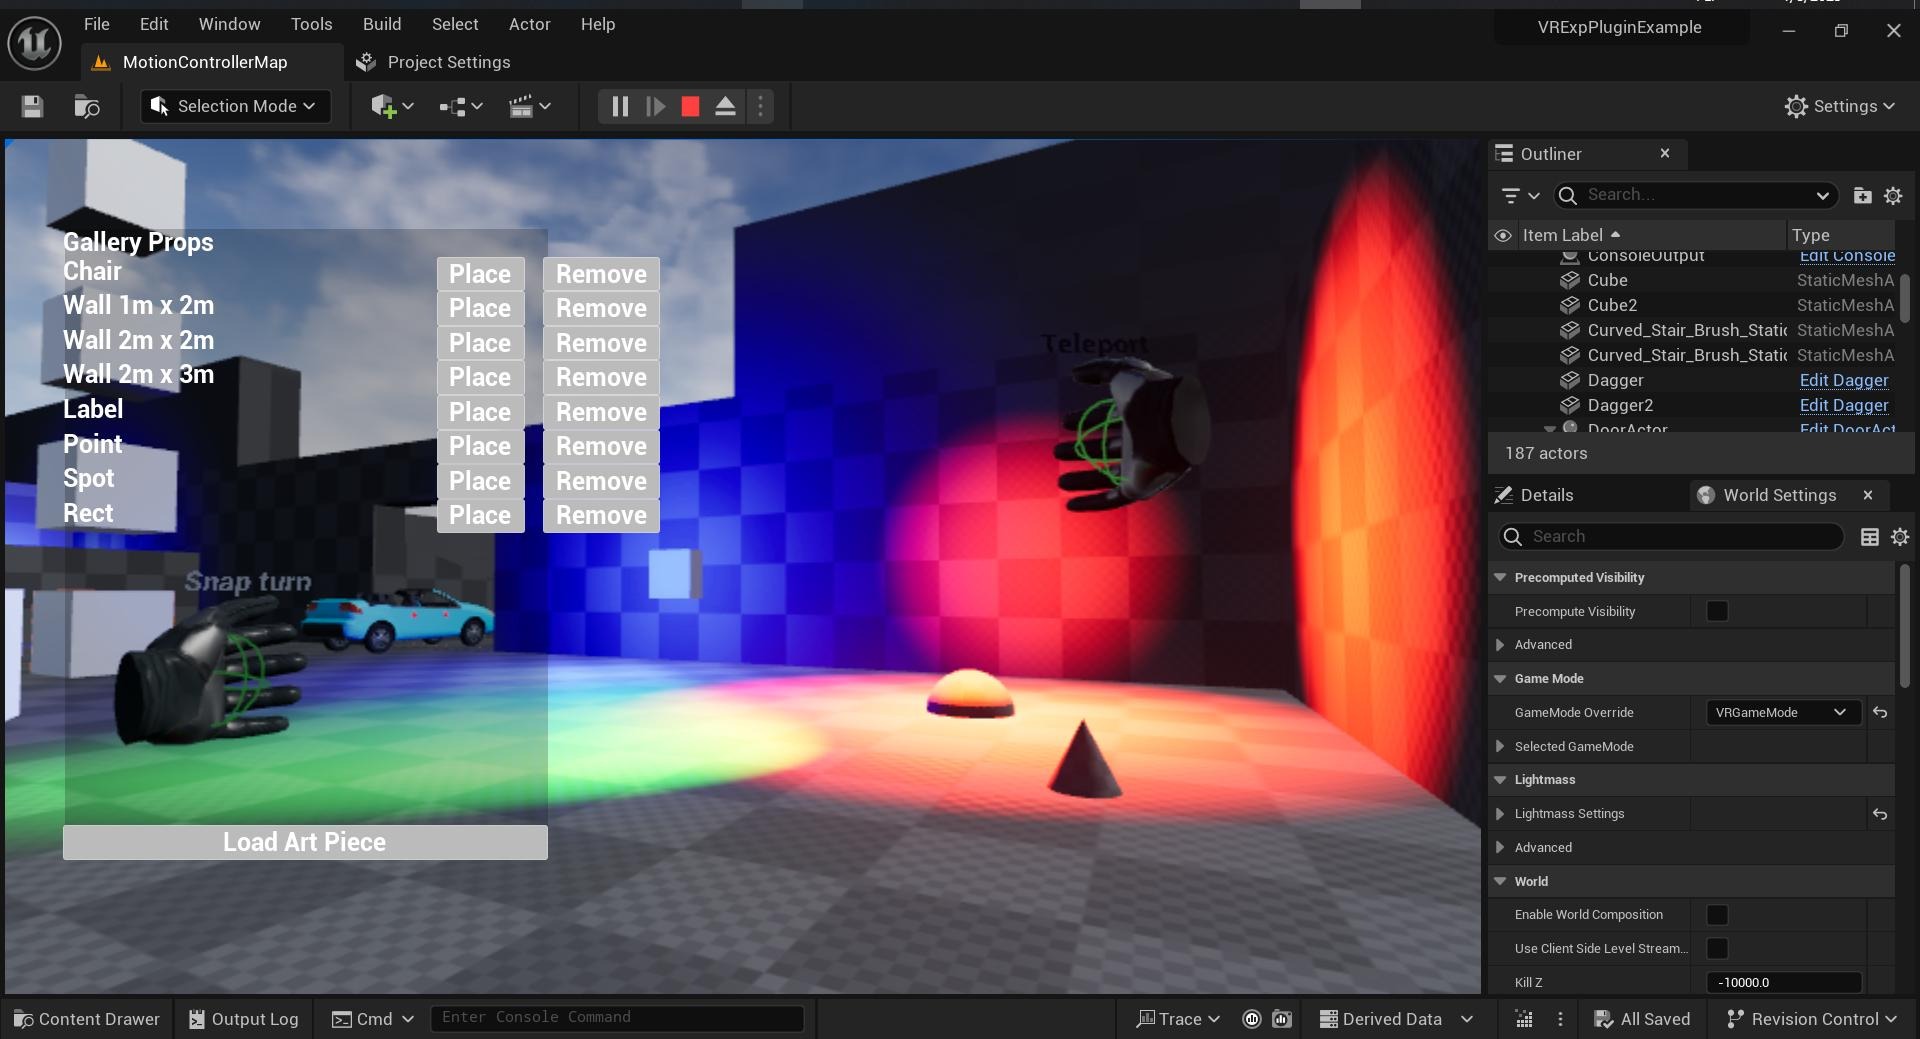 File Edit Window Tools Build Select Actor Help
VRExpPluginExample
MotionControllerMap
Project Settings
Selection Mode
Settings
Gallery Props
Chair Place Remove
Wall 1m x 2m Place Remove
Wall 2m x 2m Place Remove
Wall 2m x 3m Place Remove
Label Place Remove
Point Place Remove
Spot Place Remove
Rect Place Remove
Teleport
Snap turn
Load Art Piece
Outliner
Search...
Item Label Type
ConsoleOutput Edit Console
Cube StaticMeshA
Cube2 StaticMeshA
Curved_Stair_Brush_Static StaticMeshA
Curved_Stair_Brush_Static StaticMeshA
Dagger Edit Dagger
Dagger2 Edit Dagger
DoorActor Edit DoorAct
187 actors
Details
World Settings
Search
Precomputed Visibility
Precompute Visibility
Advanced
Game Mode
GameMode Override VRGameMode
Selected GameMode
Lightmass
Lightmass Settings
Advanced
World
Enable World Composition
Use Client Side Level Stream...
Kill Z -10000.0
Content Drawer Output Log Cmd Enter Console Command Trace Derived Data All Saved Revision Control